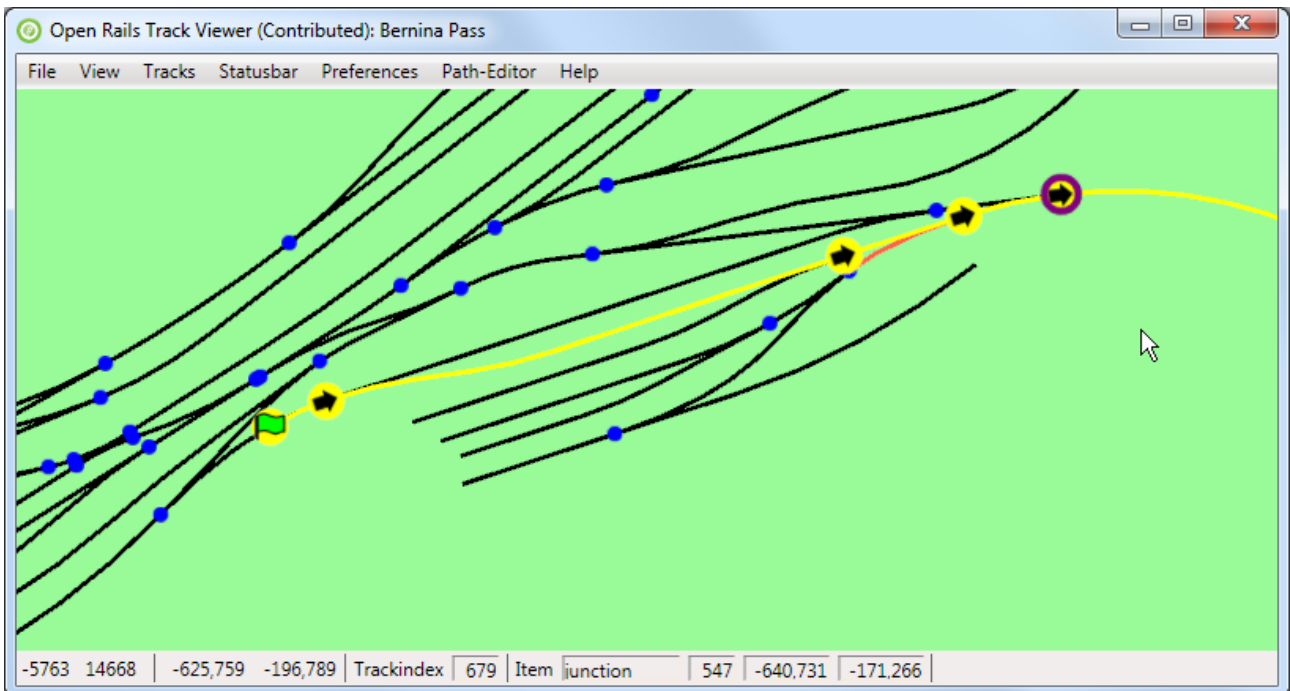 Open Rails Track Viewer (Contributed): Bernina Pass
File View Tracks Statusbar Preferences Path-Editor Help
-5763 14668 -625,759 -196,789 Trackindex 679 Item junction 547 -640,731 -171,266